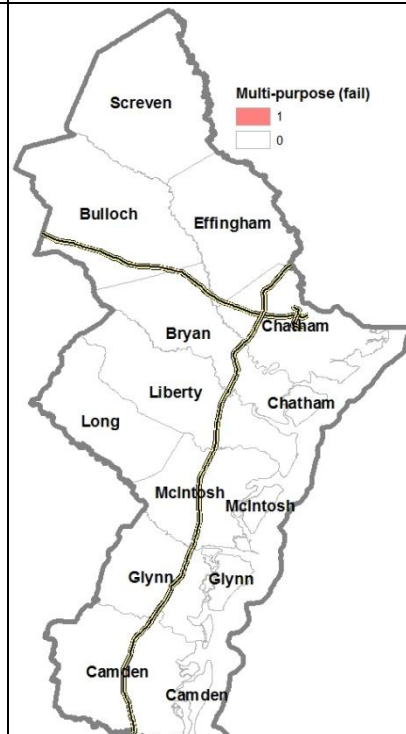 Screven
Multi-purpose (fail)
1
0
Bulloch
Effingham
Chatham
Bryan
Liberty
Chatham
Long
McIntosh
McIntosh
Glynn
Glynn
Camden
Camden